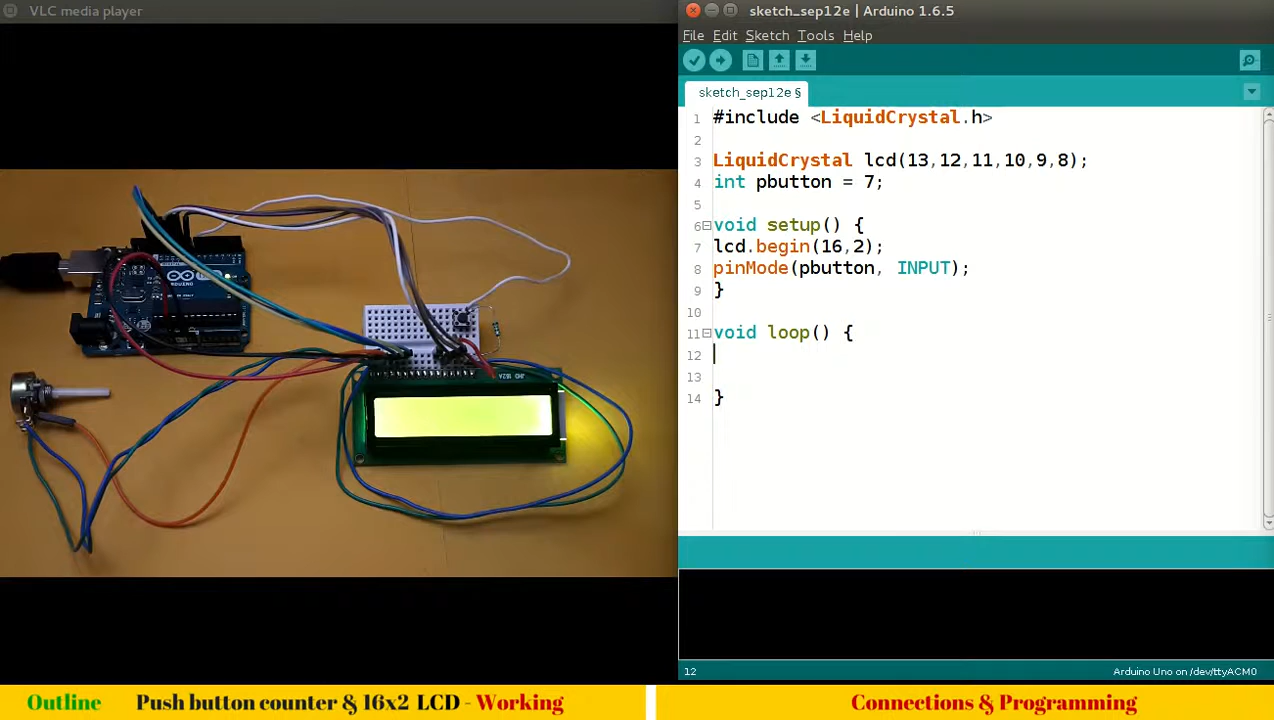 VLC media player
sketch_sep12e | Arduino 1.6.5
File Edit Sketch Tools Help
sketch_sep12e §
1 #include <LiquidCrystal.h>
2
3 LiquidCrystal lcd(13,12,11,10,9,8);
4 int pbutton = 7;
5
6 void setup() {
7 lcd.begin(16,2);
8 pinMode(pbutton, INPUT);
9 }
10
11 void loop() {
12
13
14 }
12
Arduino Uno on /dev/ttyACM0
Outline Push button counter & 16x2 LCD - Working
Connections & Programming